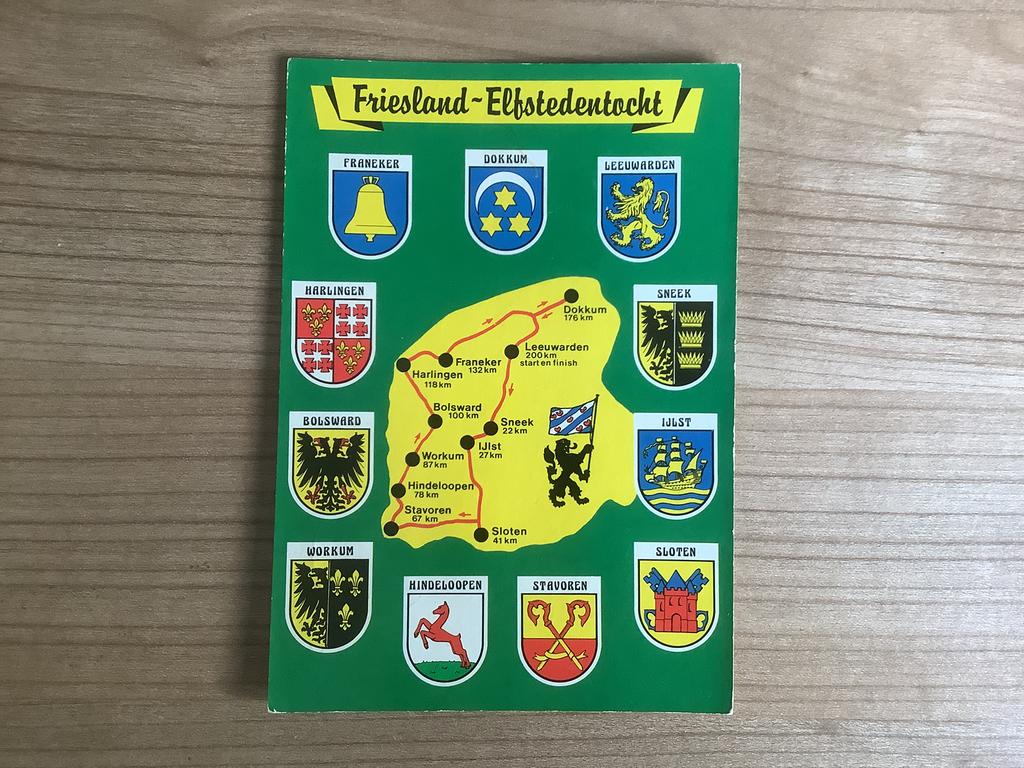 Friesland~Elfstedentocht
FRANEKER
DOKKUM
LEEUWARDEN
HARLINGEN
SNEEK
BOLSWARD
IJLST
WORKUM
SLOTEN
HINDELOOPEN
STAVOREN
Dokkum
176 km
Leeuwarden
200 km
start en finish
Franeker
132 km
Harlingen
118 km
Bolsward
100 km
Sneek
22 km
IJlst
27 km
Workum
87 km
Hindeloopen
78 km
Stavoren
67 km
Sloten
41 km